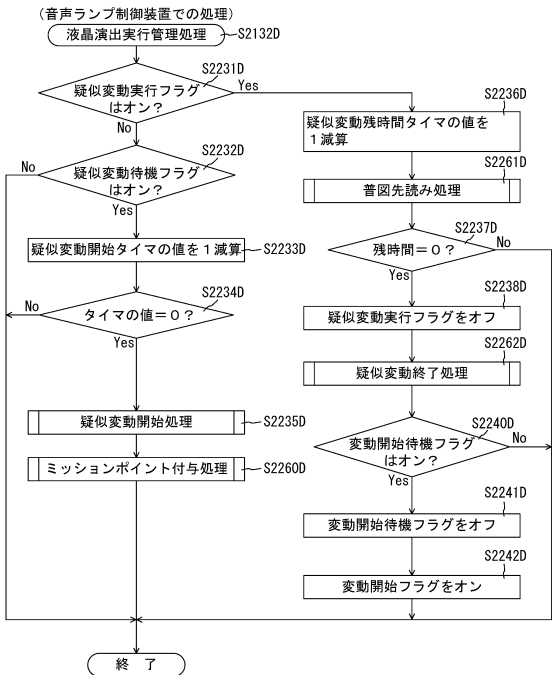 （音声ランプ制御装置での処理）
液晶演出実行管理処理
S2132D
S2231D
疑似変動実行フラグ
はオン？
Yes
No
S2232D
疑似変動待機フラグ
はオン？
No
Yes
疑似変動開始タイマの値を１減算
S2233D
S2234D
タイマの値＝０？
No
Yes
疑似変動開始処理
S2235D
ミッションポイント付与処理
S2260D
S2236D
疑似変動残時間タイマの値を
１減算
S2261D
普図先読み処理
S2237D
残時間＝０？
No
Yes
S2238D
疑似変動実行フラグをオフ
S2262D
疑似変動終了処理
S2240D
変動開始待機フラグ
はオン？
No
Yes
S2241D
変動開始待機フラグをオフ
S2242D
変動開始フラグをオン
終 了